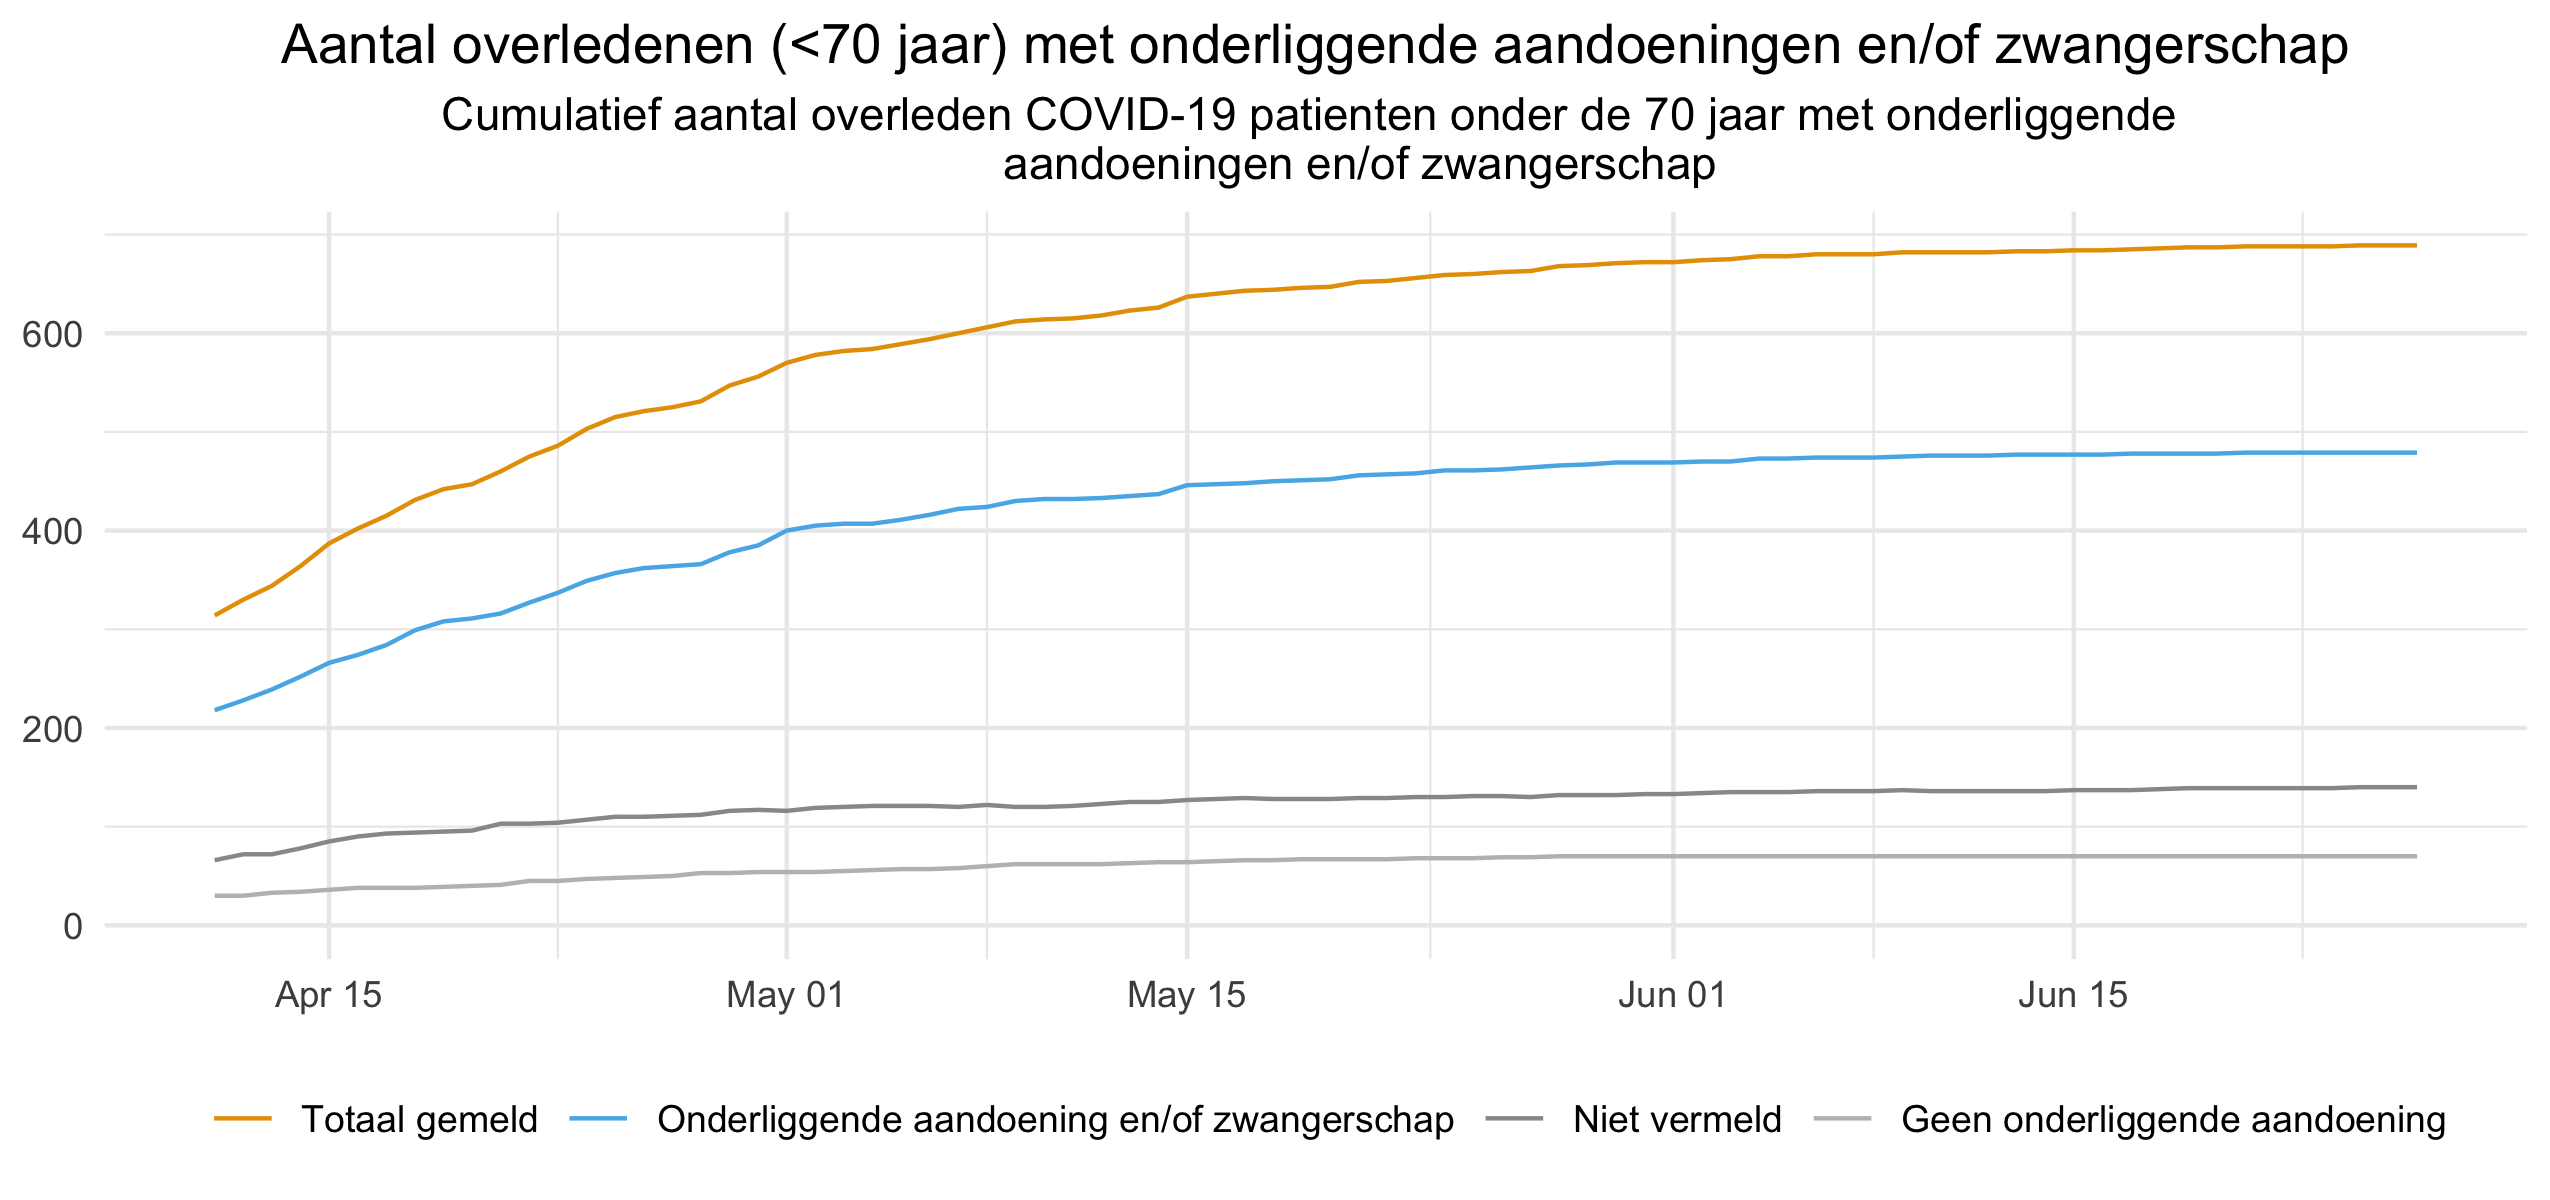 Aantal overledenen (<70 jaar) met onderliggende aandoeningen en/of zwangerschap
Cumulatief aantal overleden COVID-19 patienten onder de 70 jaar met onderliggende
aandoeningen en/of zwangerschap
600
400
200
0
Apr 15
May 01
May 15
Jun 01
Jun 15
Totaal gemeld
Onderliggende aandoening en/of zwangerschap
Niet vermeld
Geen onderliggende aandoening